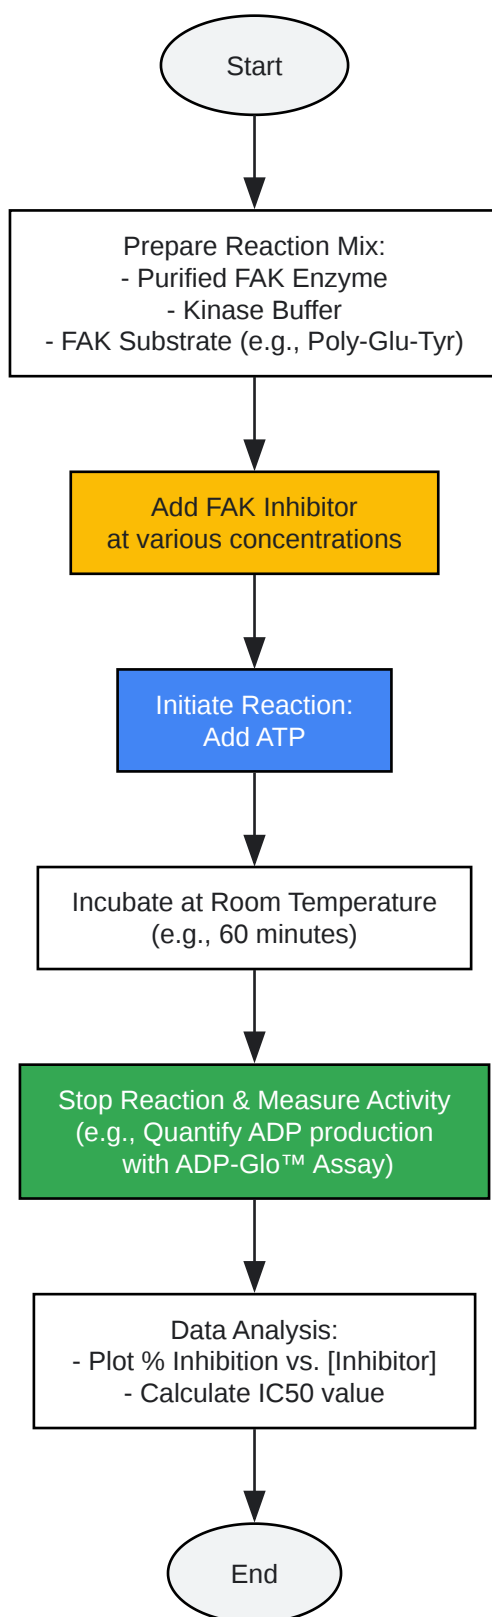 Start
Prepare Reaction Mix:
- Purified FAK Enzyme
- Kinase Buffer
- FAK Substrate (e.g., Poly-Glu-Tyr)
Add FAK Inhibitor
at various concentrations
Initiate Reaction:
Add ATP
Incubate at Room Temperature
(e.g., 60 minutes)
Stop Reaction & Measure Activity
(e.g., Quantify ADP production
with ADP-Glo™ Assay)
Data Analysis:
- Plot % Inhibition vs. [Inhibitor]
- Calculate IC50 value
End